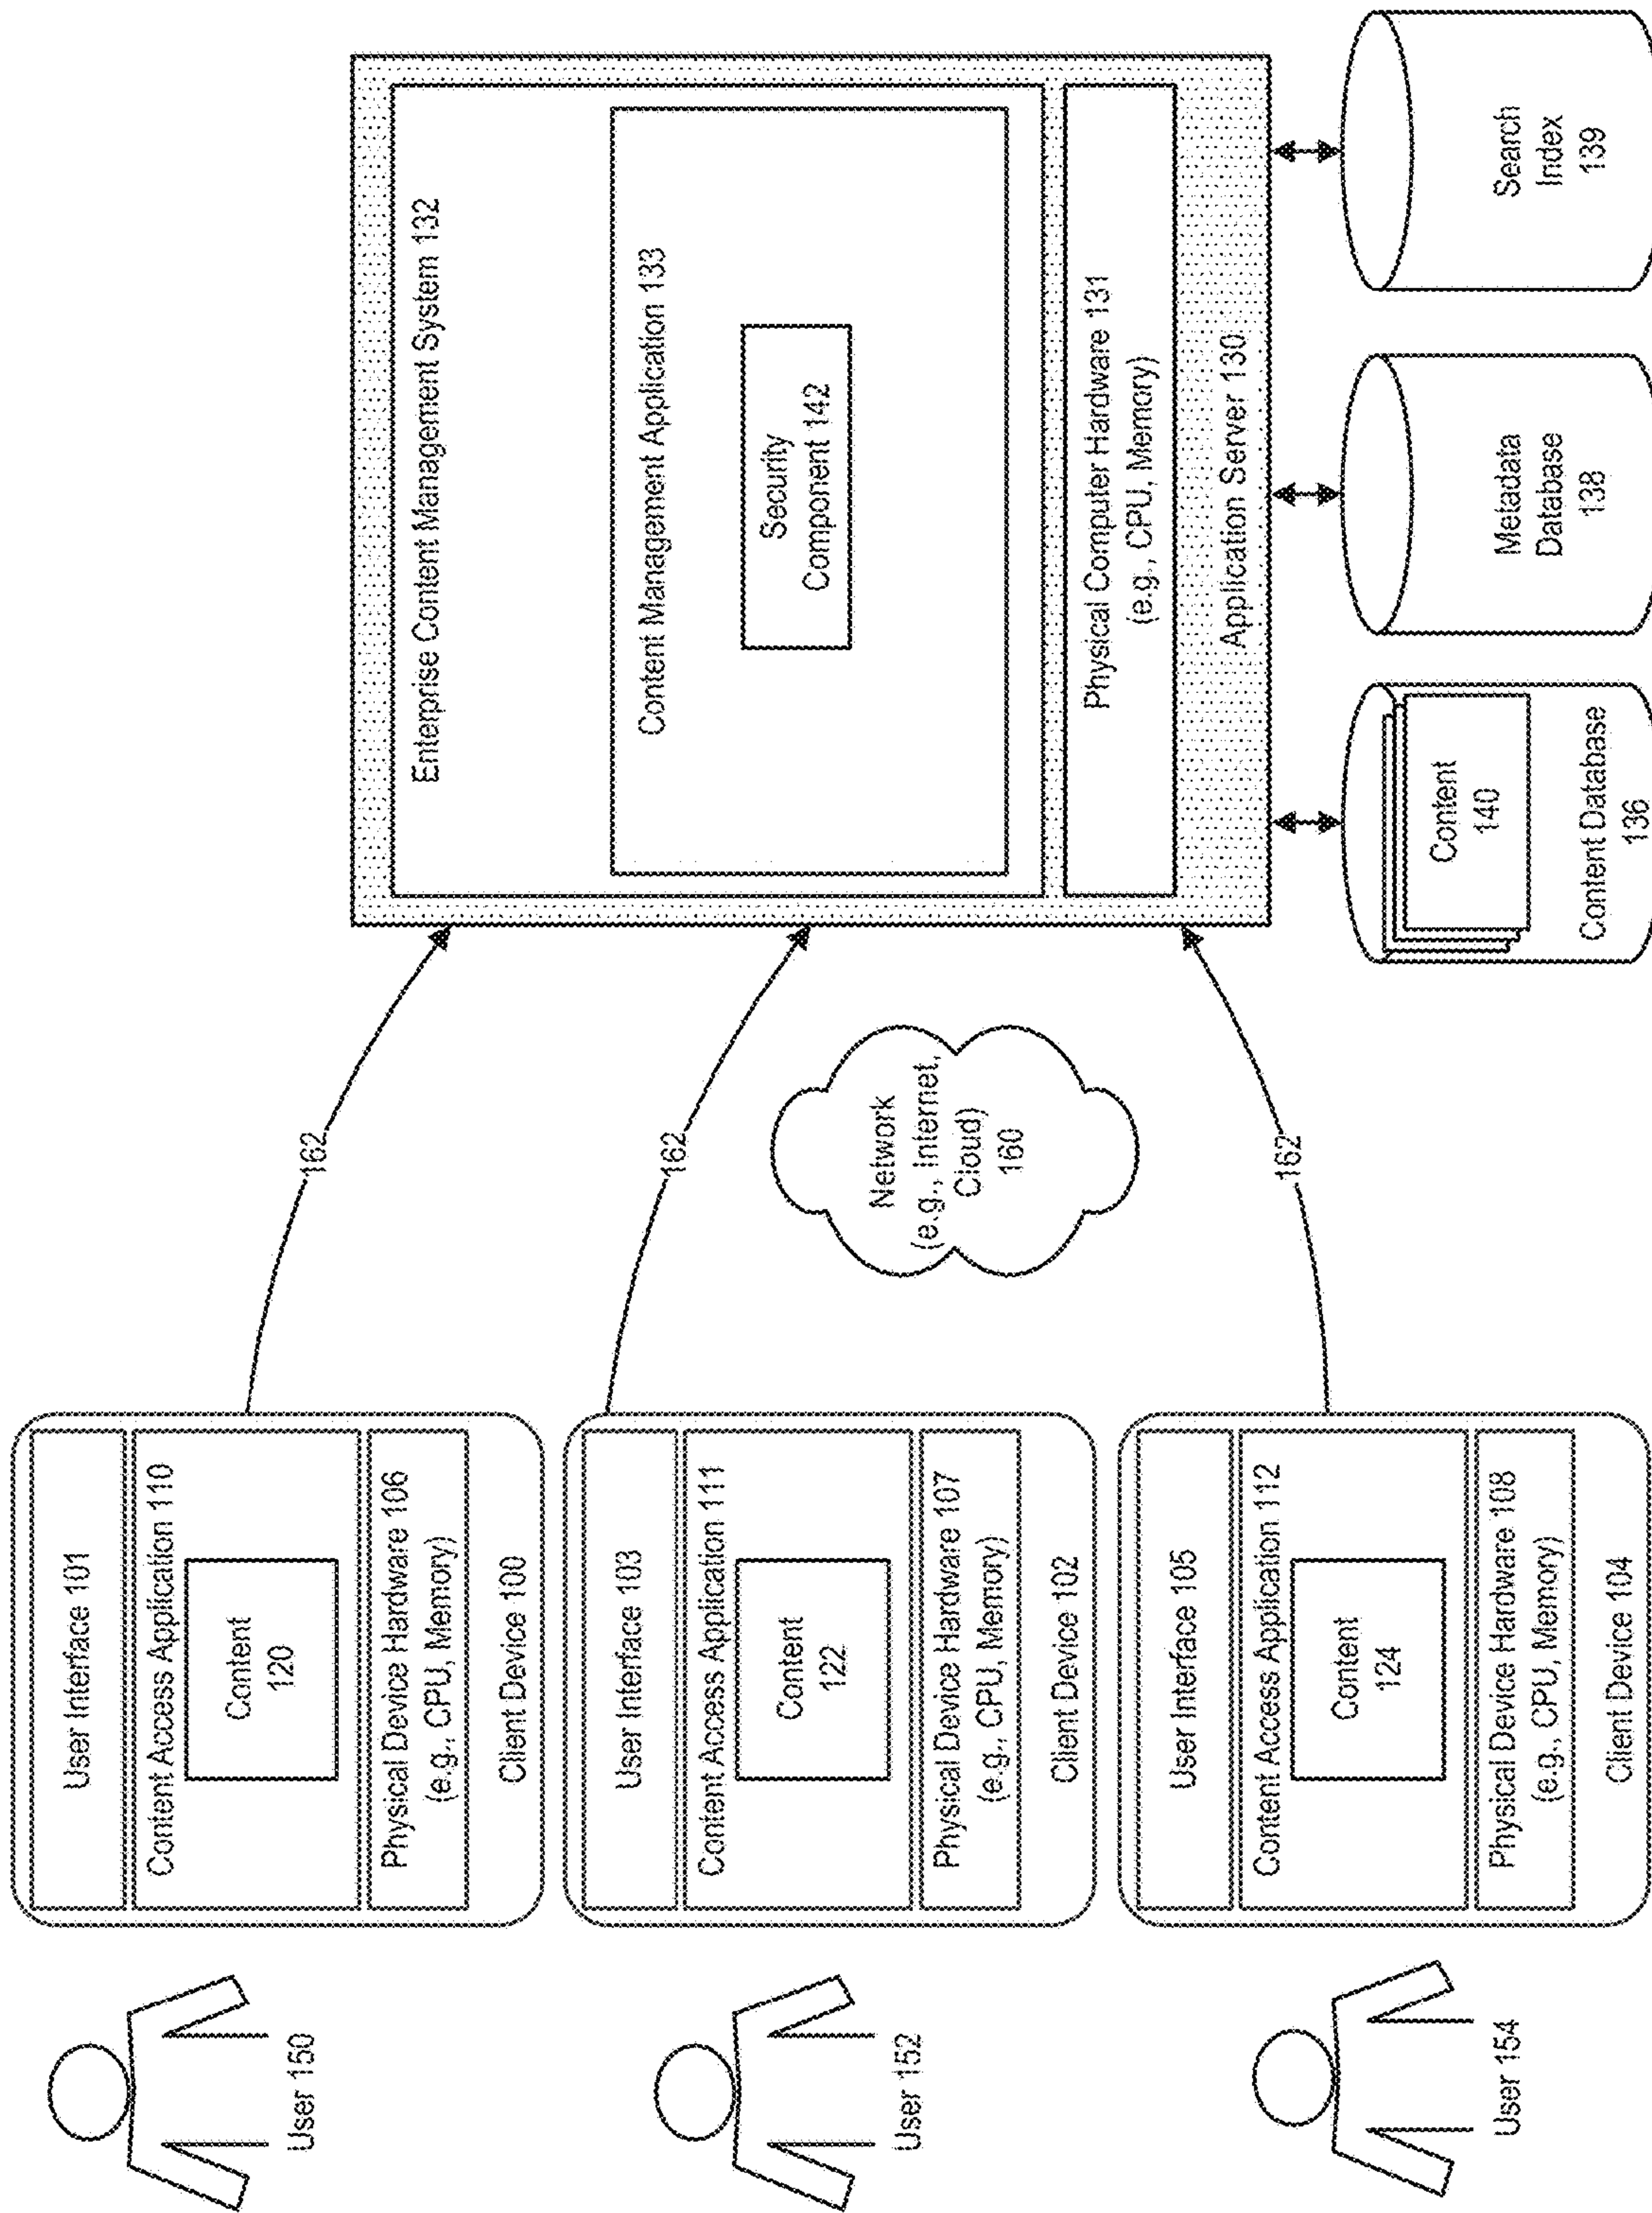 User 150
User Interface 101
Content Access Application 110
Content
120
Physical Device Hardware 106
(e.g., CPU, Memory)
Client Device 100
User 152
User Interface 103
Content Access Application 111
Content
122
Physical Device Hardware 107
(e.g., CPU, Memory)
Client Device 102
User 154
User Interface 105
Content Access Application 112
Content
124
Physical Device Hardware 108
(e.g., CPU, Memory)
Client Device 104
162
162
Network
(e.g., Internet,
Cloud)
160
162
Enterprise Content Management System 132
Content Management Application 133
Security
Component 142
Physical Computer Hardware 131
(e.g., CPU, Memory)
Application Server 130
Content
140
Content Database
136
Metadata
Database
138
Search
Index
139